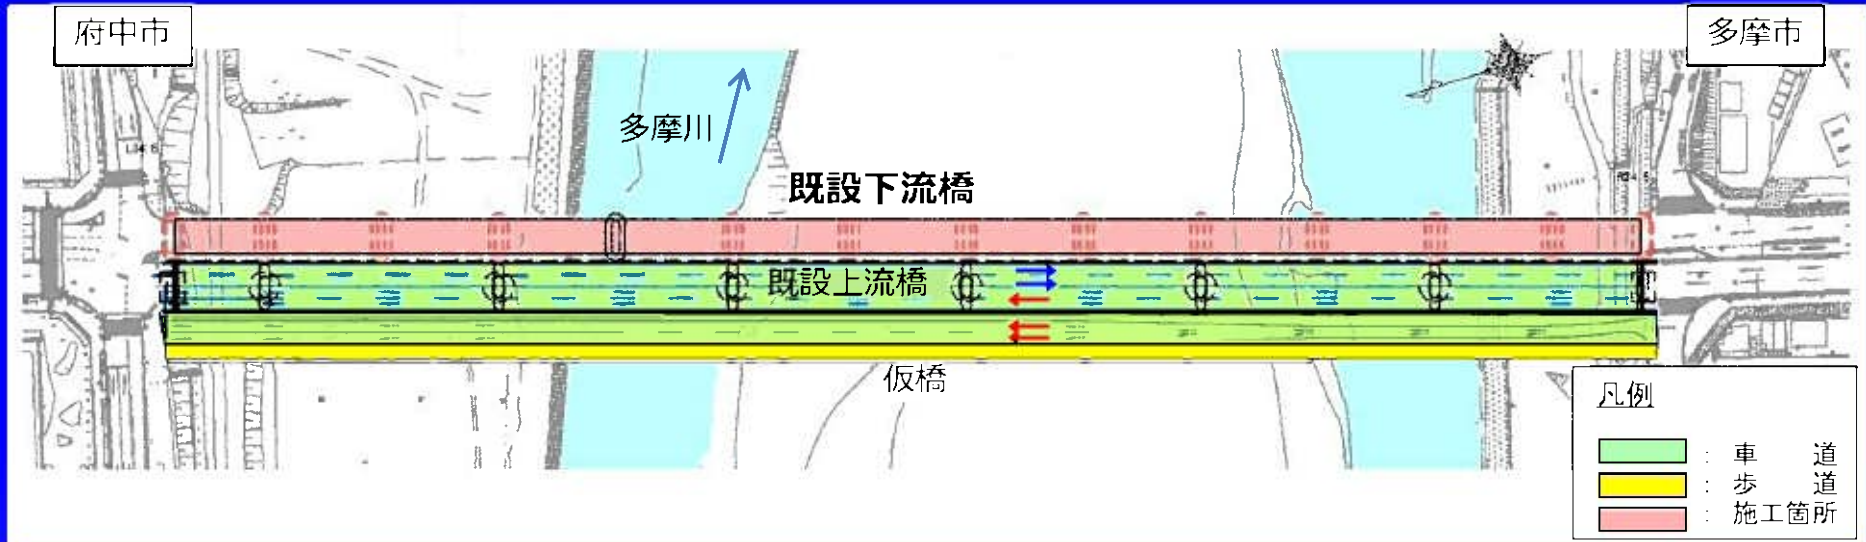 府中市
多摩市
多摩川
既設下流橋
既設上流橋
仮橋
凡例
: 車 道
: 歩 道
: 施工箇所